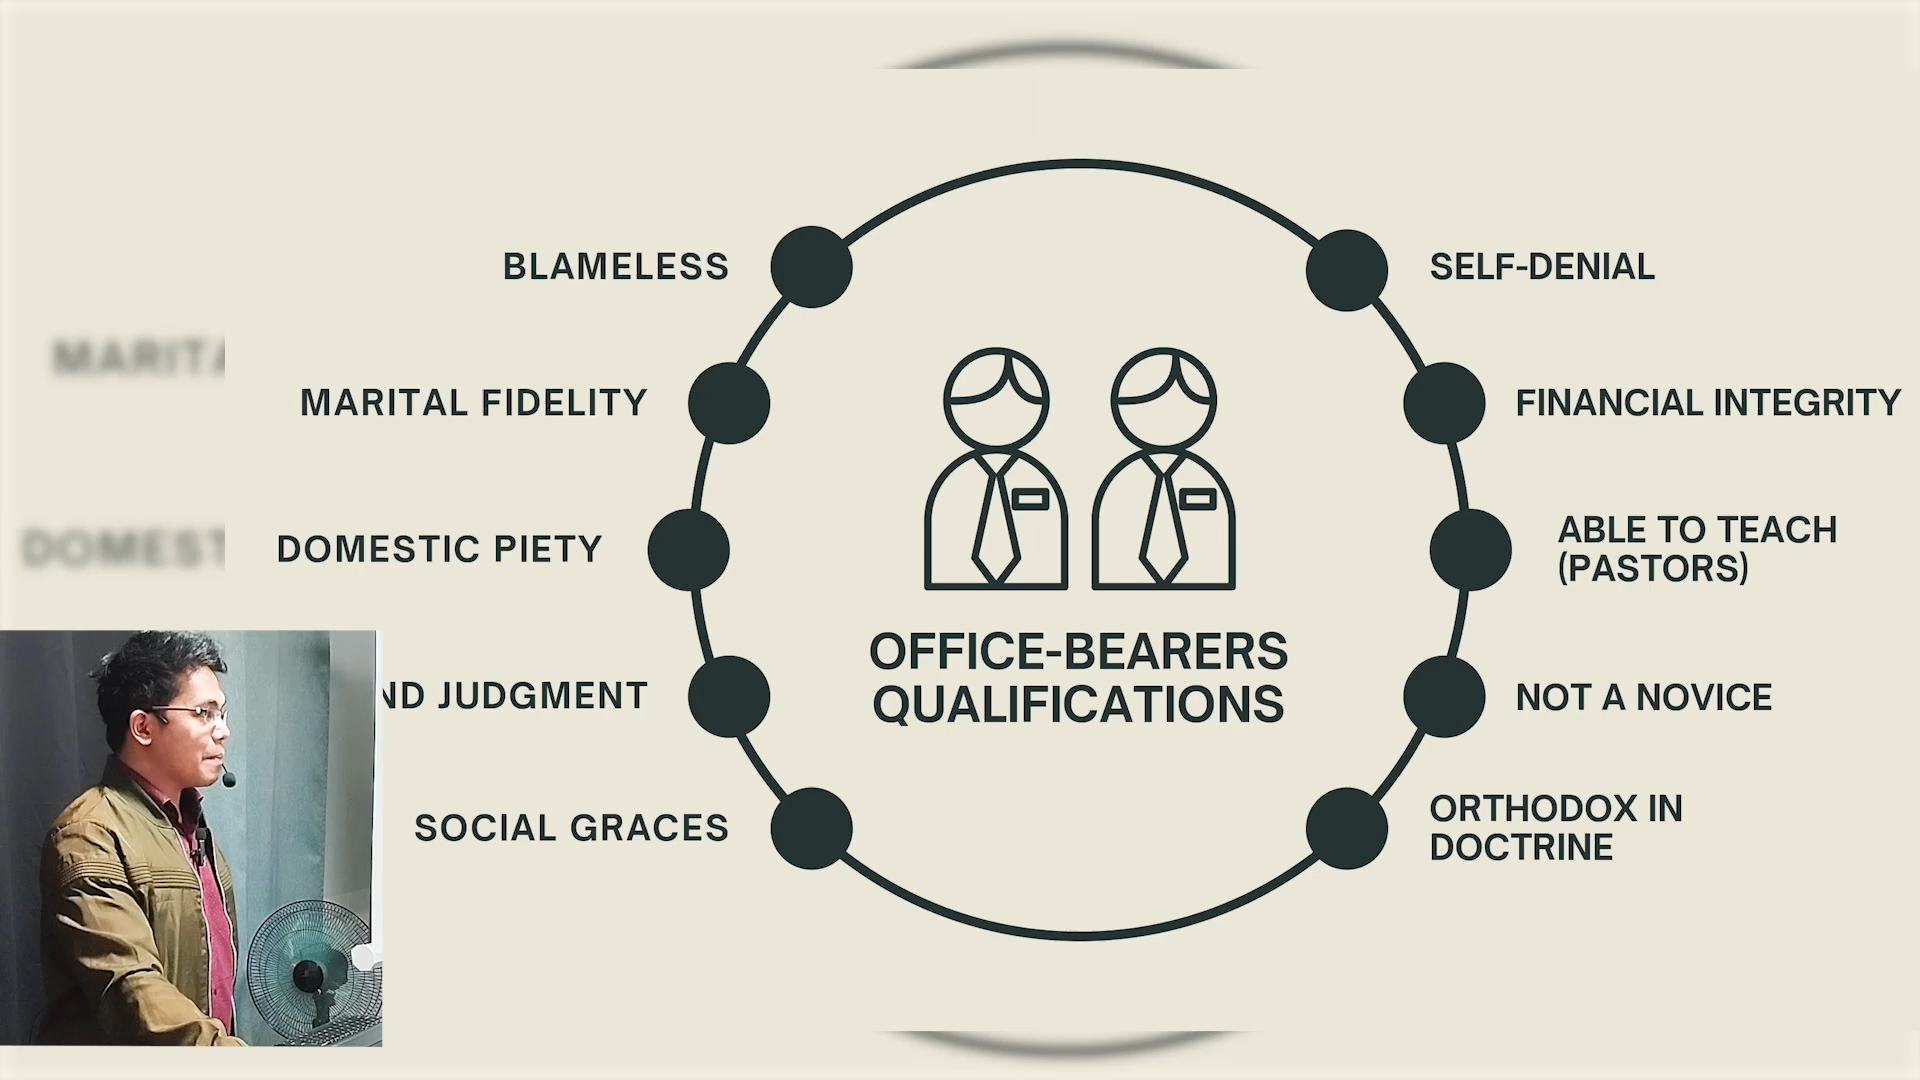 BLAMELESS
MARITAL FIDELITY
DOMESTIC PIETY
JUDGMENT
SOCIAL GRACES
OFFICE-BEARERS
QUALIFICATIONS
SELF-DENIAL
FINANCIAL INTEGRITY
ABLE TO TEACH
(PASTORS)
NOT A NOVICE
ORTHODOX IN
DOCTRINE